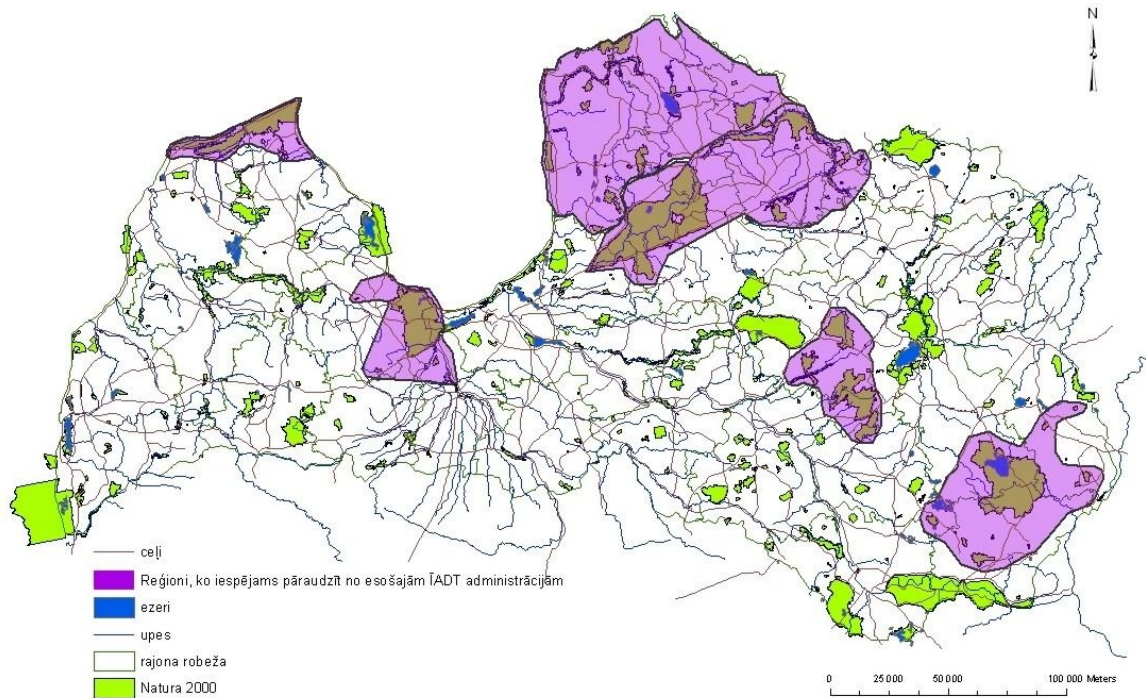 N
ceļi
Reģioni, ko iespējams pāraudzīt no esošajām ĪADT administrācijām
ezeri
upes
rajona robeža
Natura 2000
0 25 000 50 000 100 000 Meters